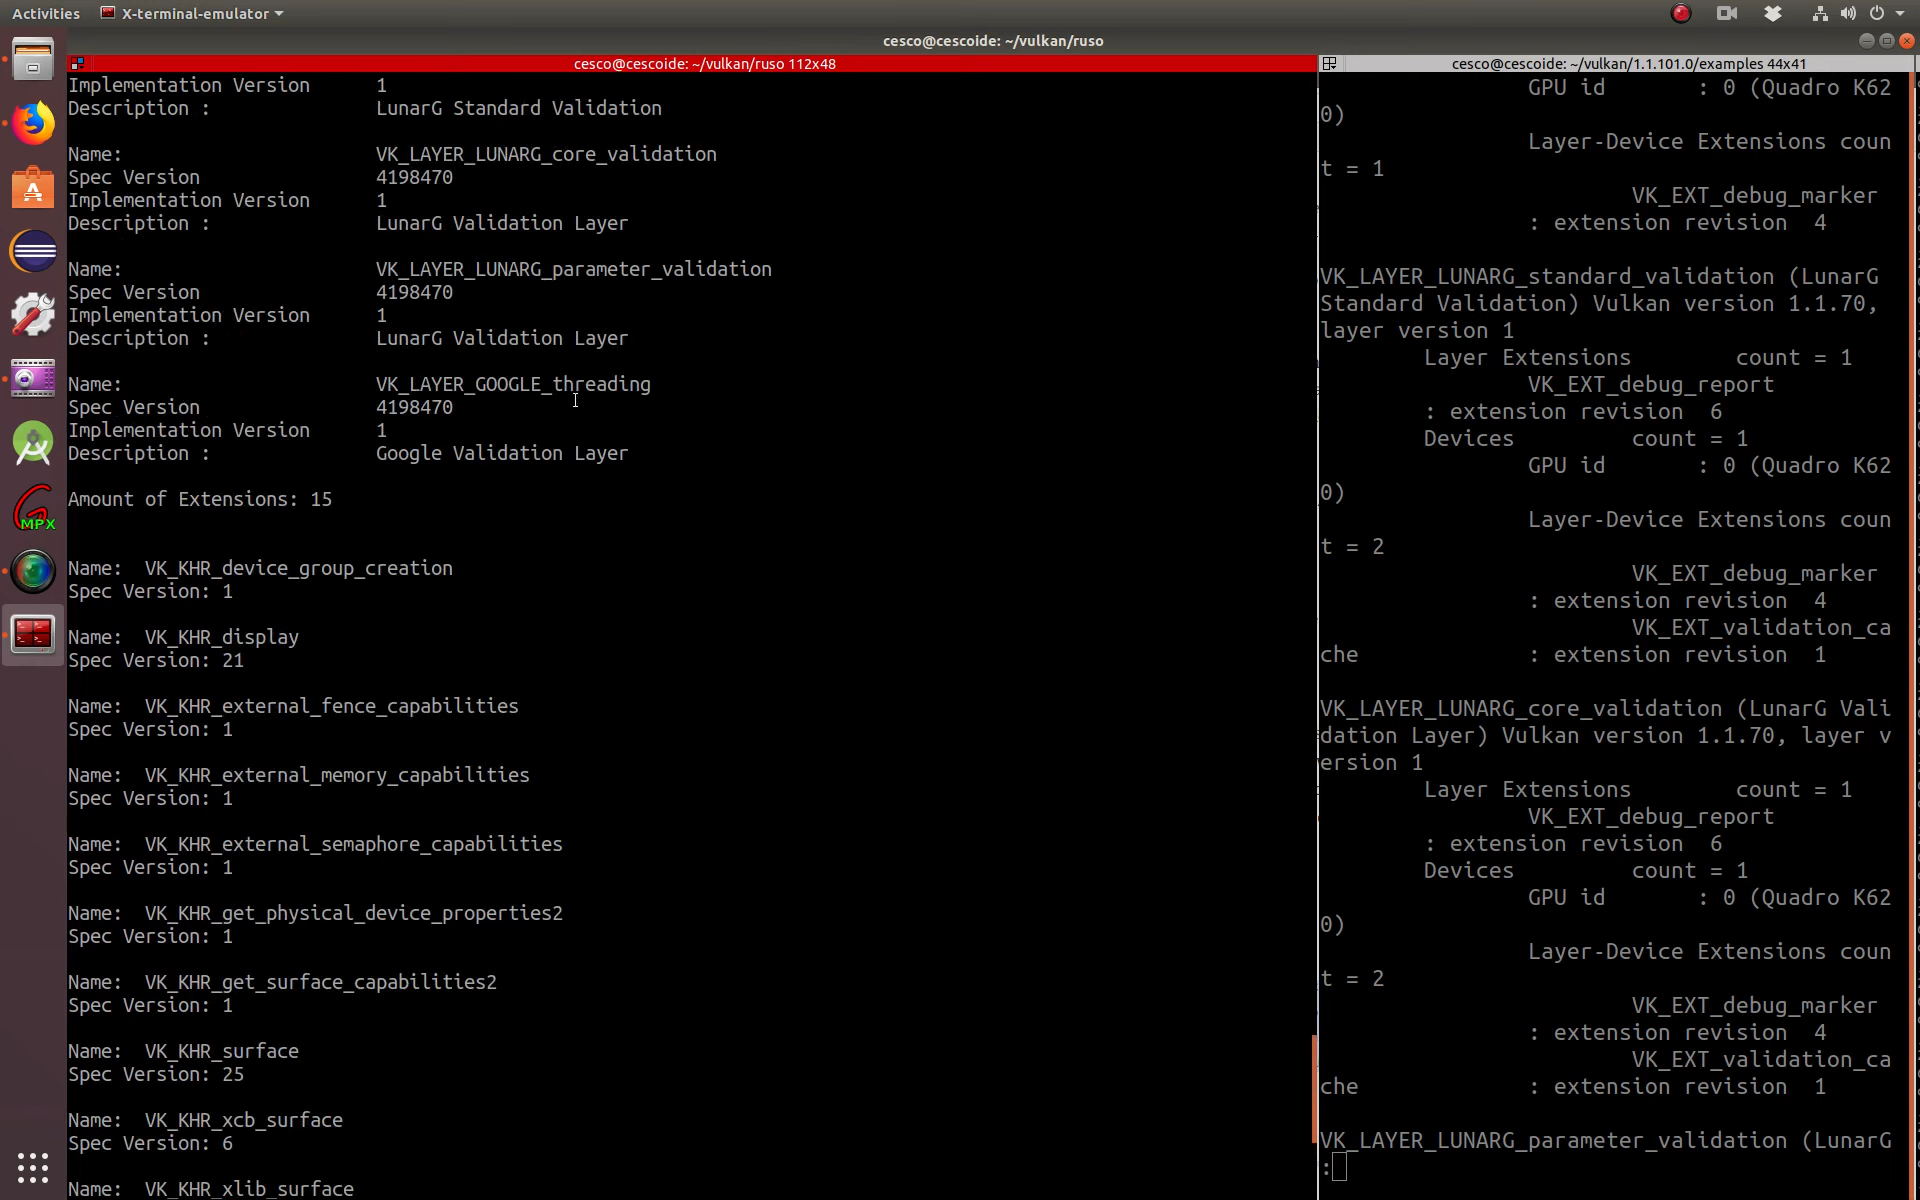 Activities
X-terminal-emulator
cesco@cescoide: ~/vulkan/ruso
cesco@cescoide: ~/vulkan/ruso 112x48
Implementation Version 1
Description : LunarG Standard Validation
Name: VK_LAYER_LUNARG_core_validation
Spec Version 4198470
Implementation Version 1
Description : LunarG Validation Layer
Name: VK_LAYER_LUNARG_parameter_validation
Spec Version 4198470
Implementation Version 1
Description : LunarG Validation Layer
Name: VK_LAYER_GOOGLE_threading
Spec Version 4198470
Implementation Version 1
Description : Google Validation Layer
Amount of Extensions: 15
Name: VK_KHR_device_group_creation
Spec Version: 1
Name: VK_KHR_display
Spec Version: 21
Name: VK_KHR_external_fence_capabilities
Spec Version: 1
Name: VK_KHR_external_memory_capabilities
Spec Version: 1
Name: VK_KHR_external_semaphore_capabilities
Spec Version: 1
Name: VK_KHR_get_physical_device_properties2
Spec Version: 1
Name: VK_KHR_get_surface_capabilities2
Spec Version: 1
Name: VK_KHR_surface
Spec Version: 25
Name: VK_KHR_xcb_surface
Spec Version: 6
Name: VK_KHR_xlib_surface
cesco@cescoide: ~/vulkan/1.1.101.0/examples 44x41
GPU id : 0 (Quadro K62
0)
Layer-Device Extensions coun
t = 1
VK_EXT_debug_marker
: extension revision 4
VK_LAYER_LUNARG_standard_validation (LunarG
Standard Validation) Vulkan version 1.1.70,
layer version 1
Layer Extensions count = 1
VK_EXT_debug_report
: extension revision 6
Devices count = 1
GPU id : 0 (Quadro K62
0)
Layer-Device Extensions coun
t = 2
VK_EXT_debug_marker
: extension revision 4
VK_EXT_validation_ca
che : extension revision 1
VK_LAYER_LUNARG_core_validation (LunarG Vali
dation Layer) Vulkan version 1.1.70, layer v
ersion 1
Layer Extensions count = 1
VK_EXT_debug_report
: extension revision 6
Devices count = 1
GPU id : 0 (Quadro K62
0)
Layer-Device Extensions coun
t = 2
VK_EXT_debug_marker
: extension revision 4
VK_EXT_validation_ca
che : extension revision 1
VK_LAYER_LUNARG_parameter_validation (LunarG
:
MPX